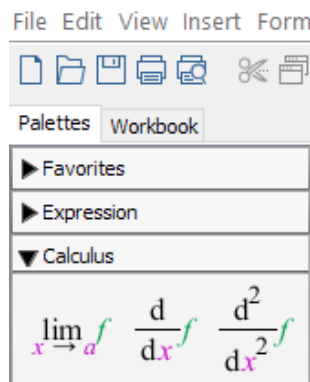 File Edit View Insert Form
Palettes Workbook
▶Favorites
▶Expression
▼Calculus
lim x→a f d/dx f d²/dx² f